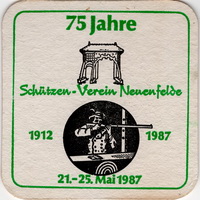 75 Jahre
Schützen-Verein Neuenfelde
1912 1987
21.-25. Mai 1987